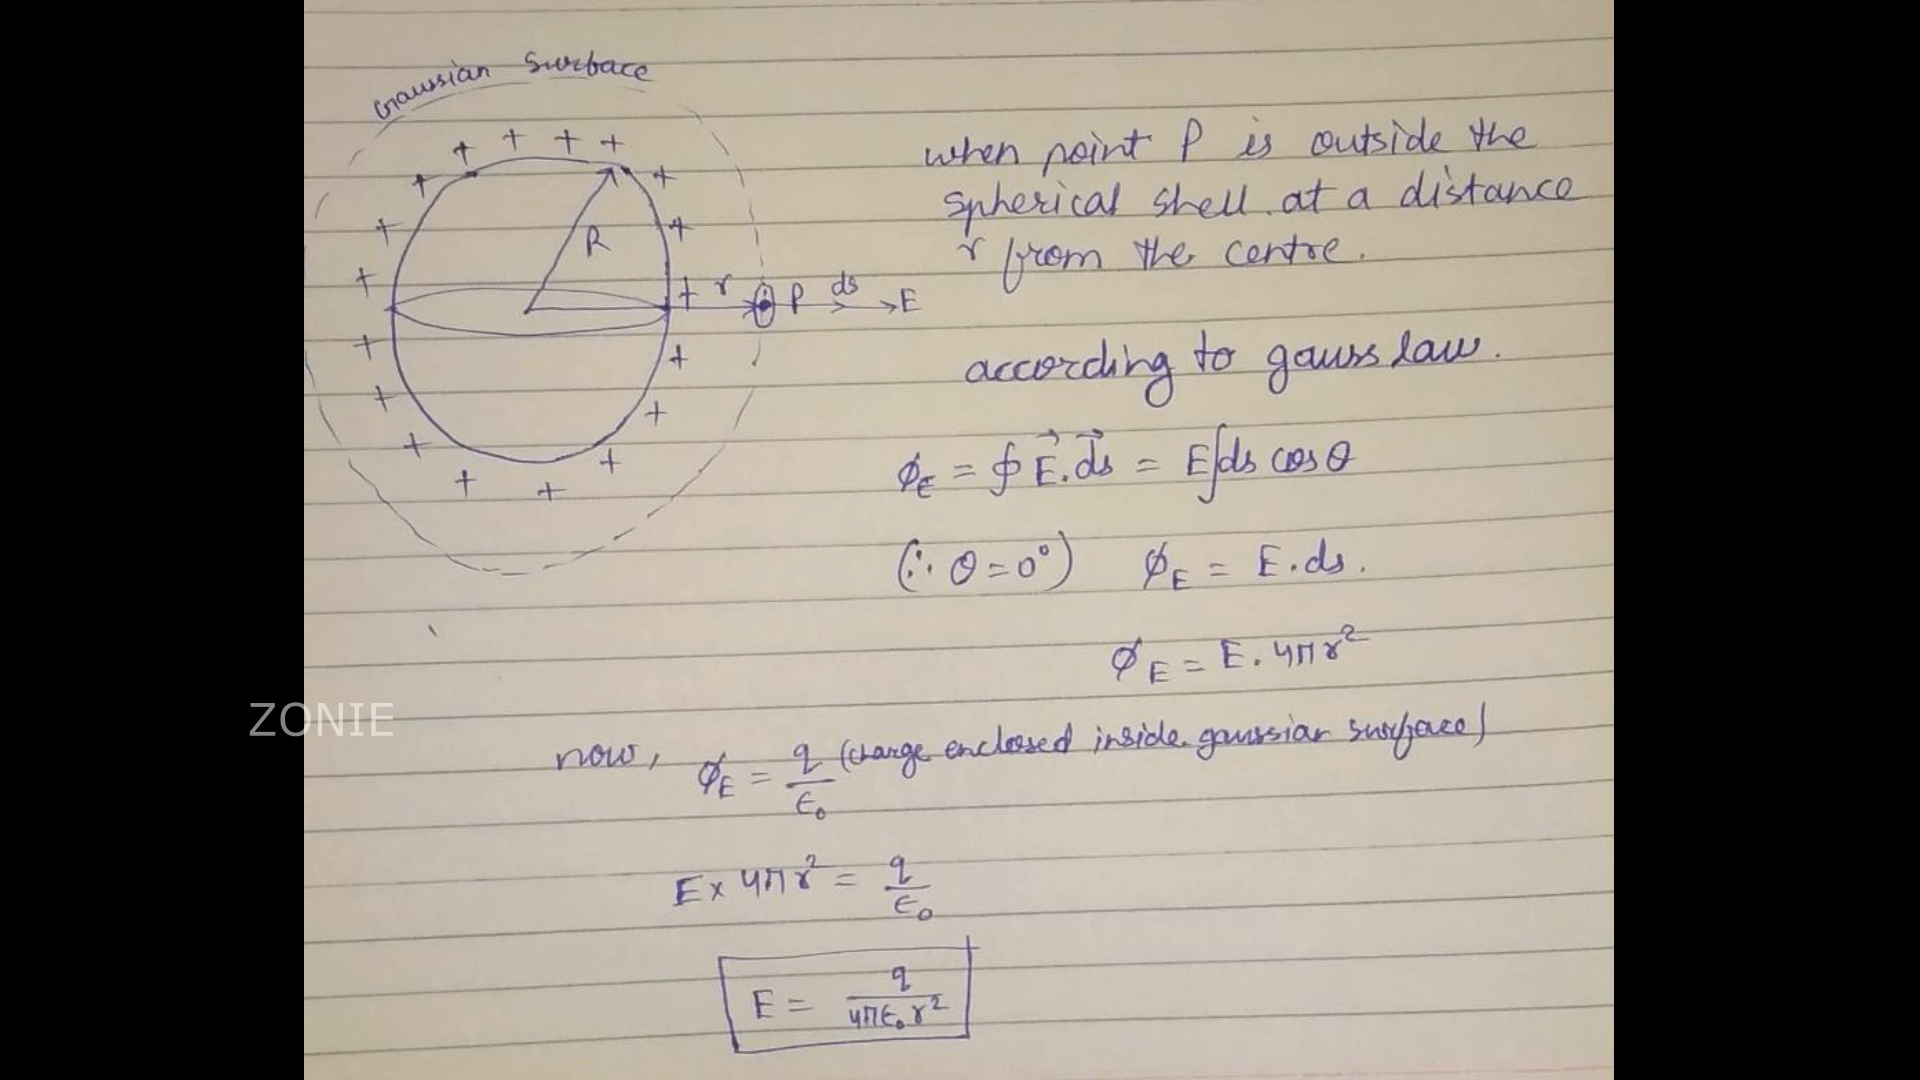 Gaussian Surface
+ + + +
+ +
+ +
R
+ + r P ds E
+ +
+ +
+ +
+ +
when point P is outside the
spherical shell at a distance
r from the centre.
according to gauss law.
ϕE = ∮ E⃗.ds⃗ = E∫ds cos θ
(∵ θ = 0°) ϕE = E.ds.
ϕE = E.4πr²
now, ϕE = q/ε₀ (charge enclosed inside gaussian surface)
E × 4πr² = q/ε₀
E = q/4πε₀r²
ZONIE